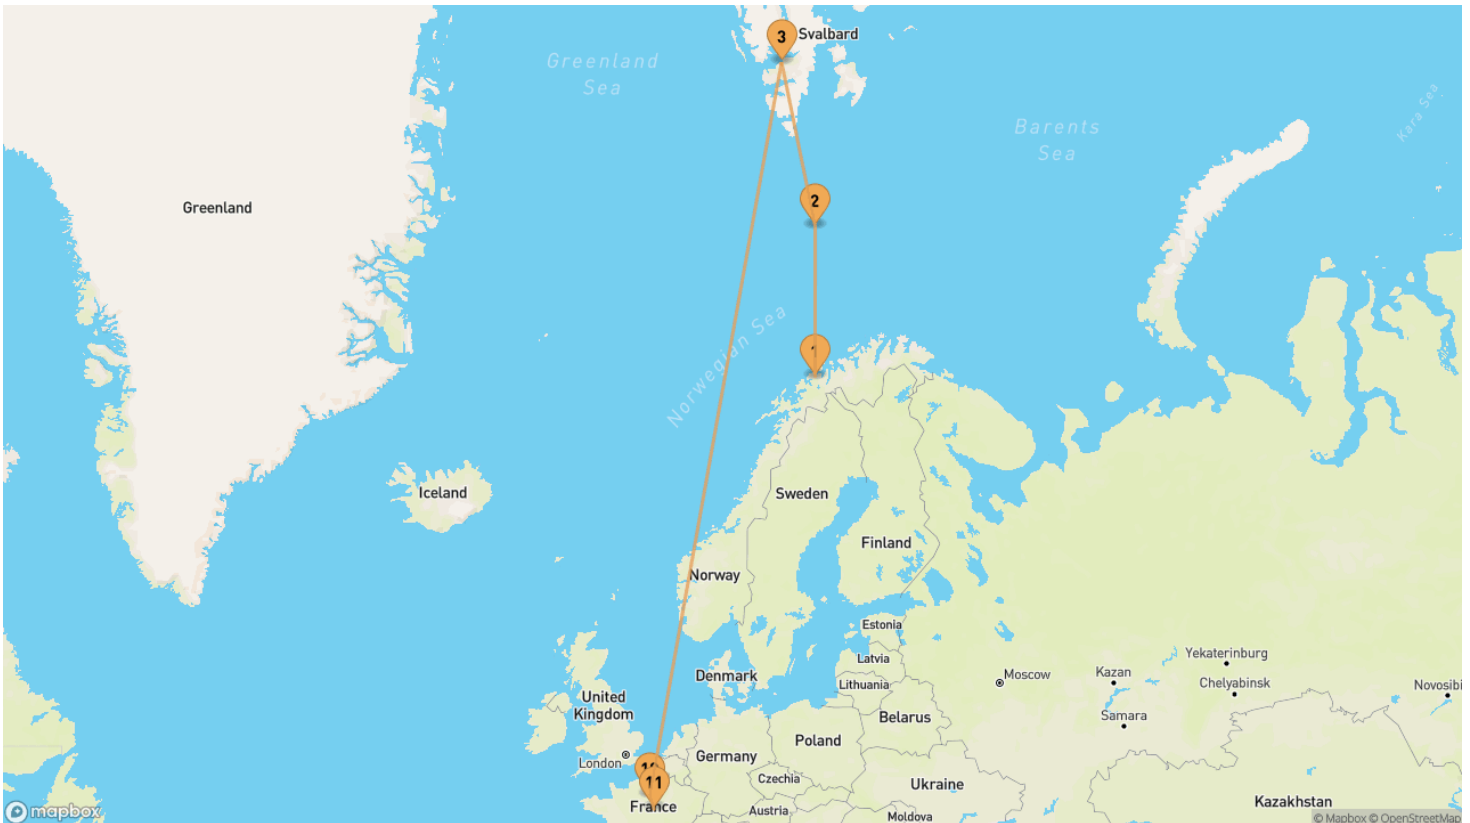 3
Svalbard
Greenland
Sea
Barents
Sea
Kara Sea
2
Greenland
Norwegian Sea
Iceland
Sweden
Finland
Norway
Estonia
Latvia
Lithuania
Denmark
Moscow
Kazan
Yekaterinburg
Chelyabinsk
Samara
United
Kingdom
London
Belarus
Poland
Germany
Czechia
Ukraine
11
France
Austria
Moldova
Kazakhstan
mapbox
© Mapbox © OpenStreetMap